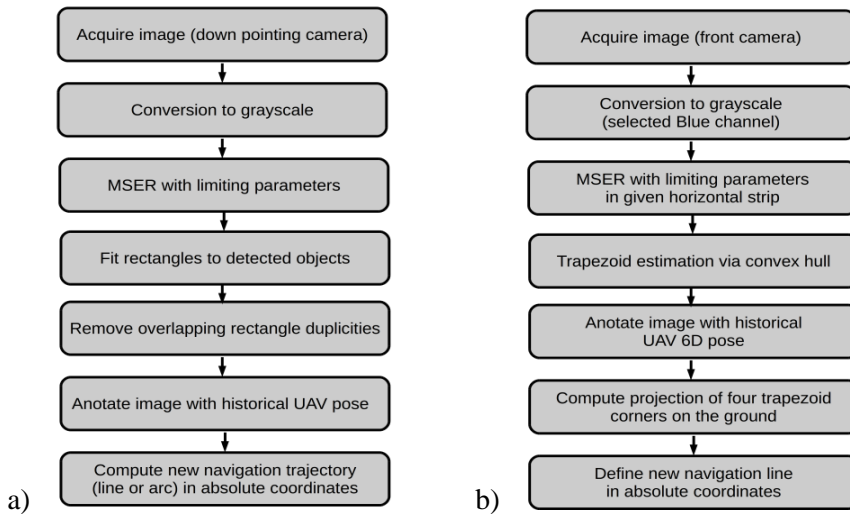 Acquire image (down pointing camera)
Conversion to grayscale
MSER with limiting parameters
Fit rectangles to detected objects
Remove overlapping rectangle duplicities
Anotate image with historical UAV pose
Compute new navigation trajectory
(line or arc) in absolute coordinates
a)
Acquire image (front camera)
Conversion to grayscale
(selected Blue channel)
MSER with limiting parameters
in given horizontal strip
Trapezoid estimation via convex hull
Anotate image with historical
UAV 6D pose
Compute projection of four trapezoid
corners on the ground
Define new navigation line
in absolute coordinates
b)